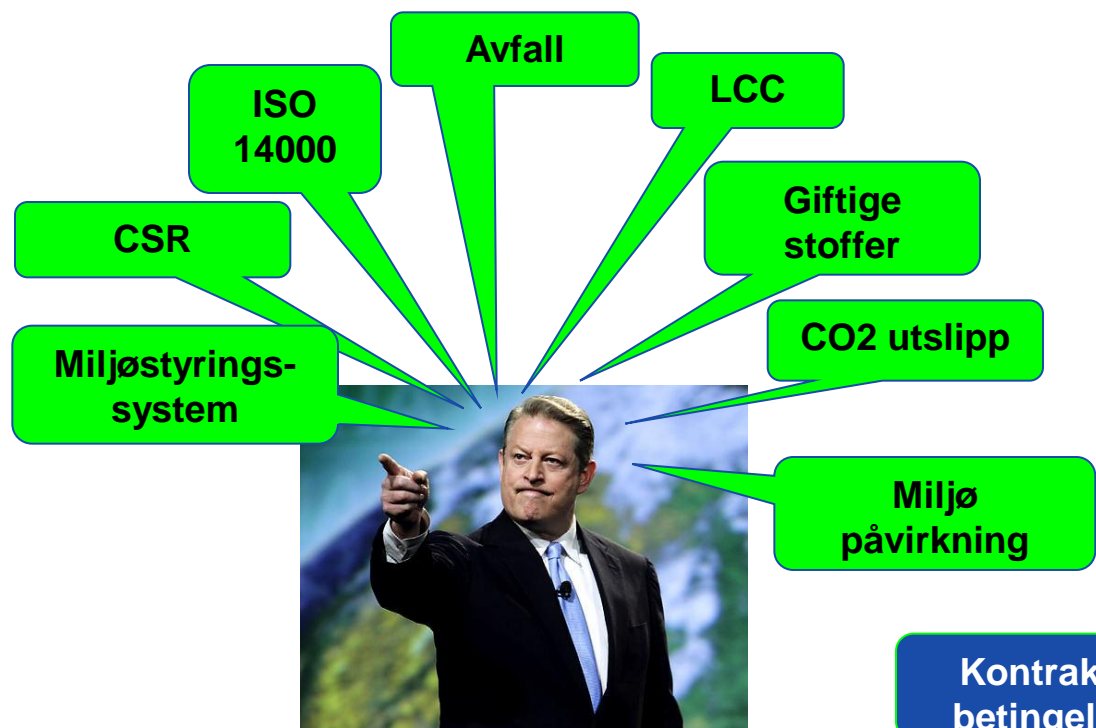 Avfall
ISO
14000
LCC
Giftige
stoffer
CSR
CO2 utslipp
Miljøstyrings-
system
Miljø
påvirkning
Kontrak
betingel